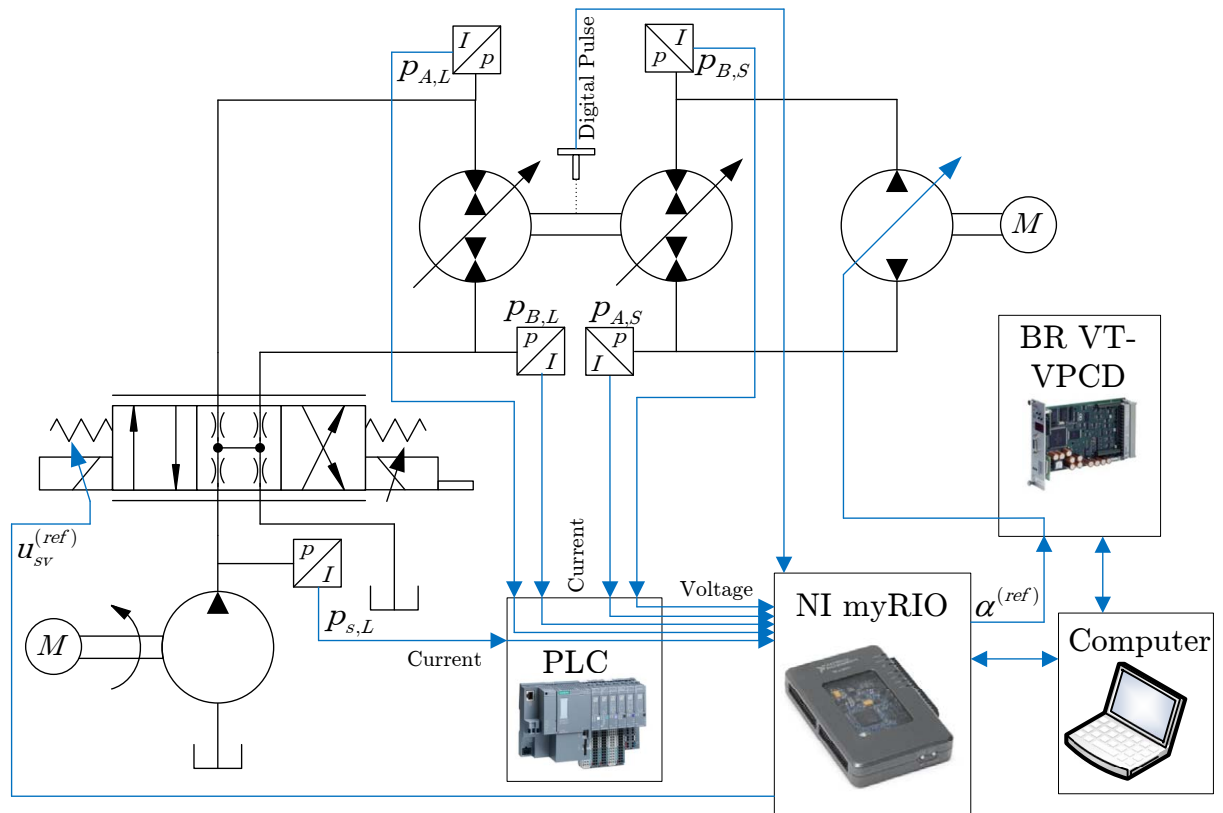 I
p
p_{A,L}
Digital Pulse
I
p
p_{B,S}
M
p_{B,L}
p
I
p_{A,S}
p
I
BR VT-
VPCD
u_{sv}^{(ref)}
p
I
Current
p_{s,L}
M
Current
PLC
Voltage
NI myRIO
α^{(ref)}
Computer